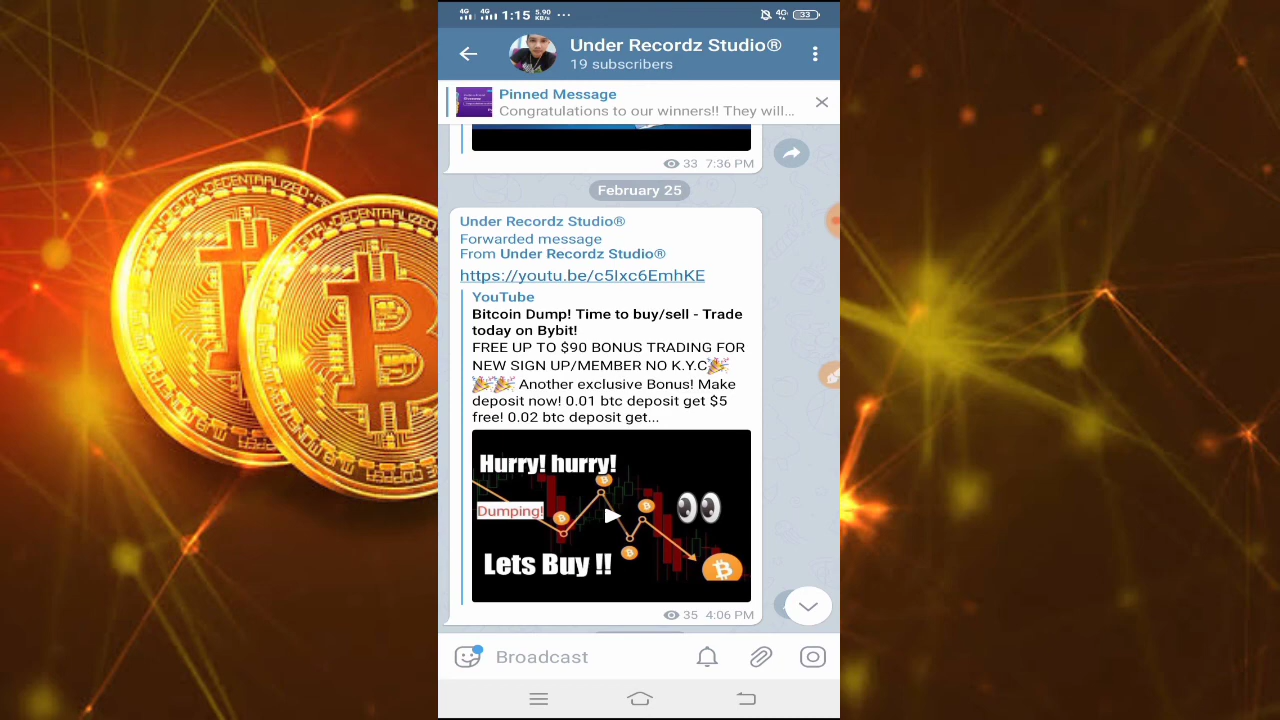 4G 4G 1:15 5.90 KB/s ... 4G 33
Under Recordz Studio®
19 subscribers
Pinned Message
Congratulations to our winners!! They will...
33 7:36 PM
February 25
Under Recordz Studio®
Forwarded message
From Under Recordz Studio®
https://youtu.be/c5Ixc6EmhKE
YouTube
Bitcoin Dump! Time to buy/sell - Trade
today on Bybit!
FREE UP TO $90 BONUS TRADING FOR
NEW SIGN UP/MEMBER NO K.Y.C🎉
🎉🎉 Another exclusive Bonus! Make
deposit now! 0.01 btc deposit get $5
free! 0.02 btc deposit get...
Hurry! hurry!
Dumping!
Lets Buy !!
35 4:06 PM
Broadcast